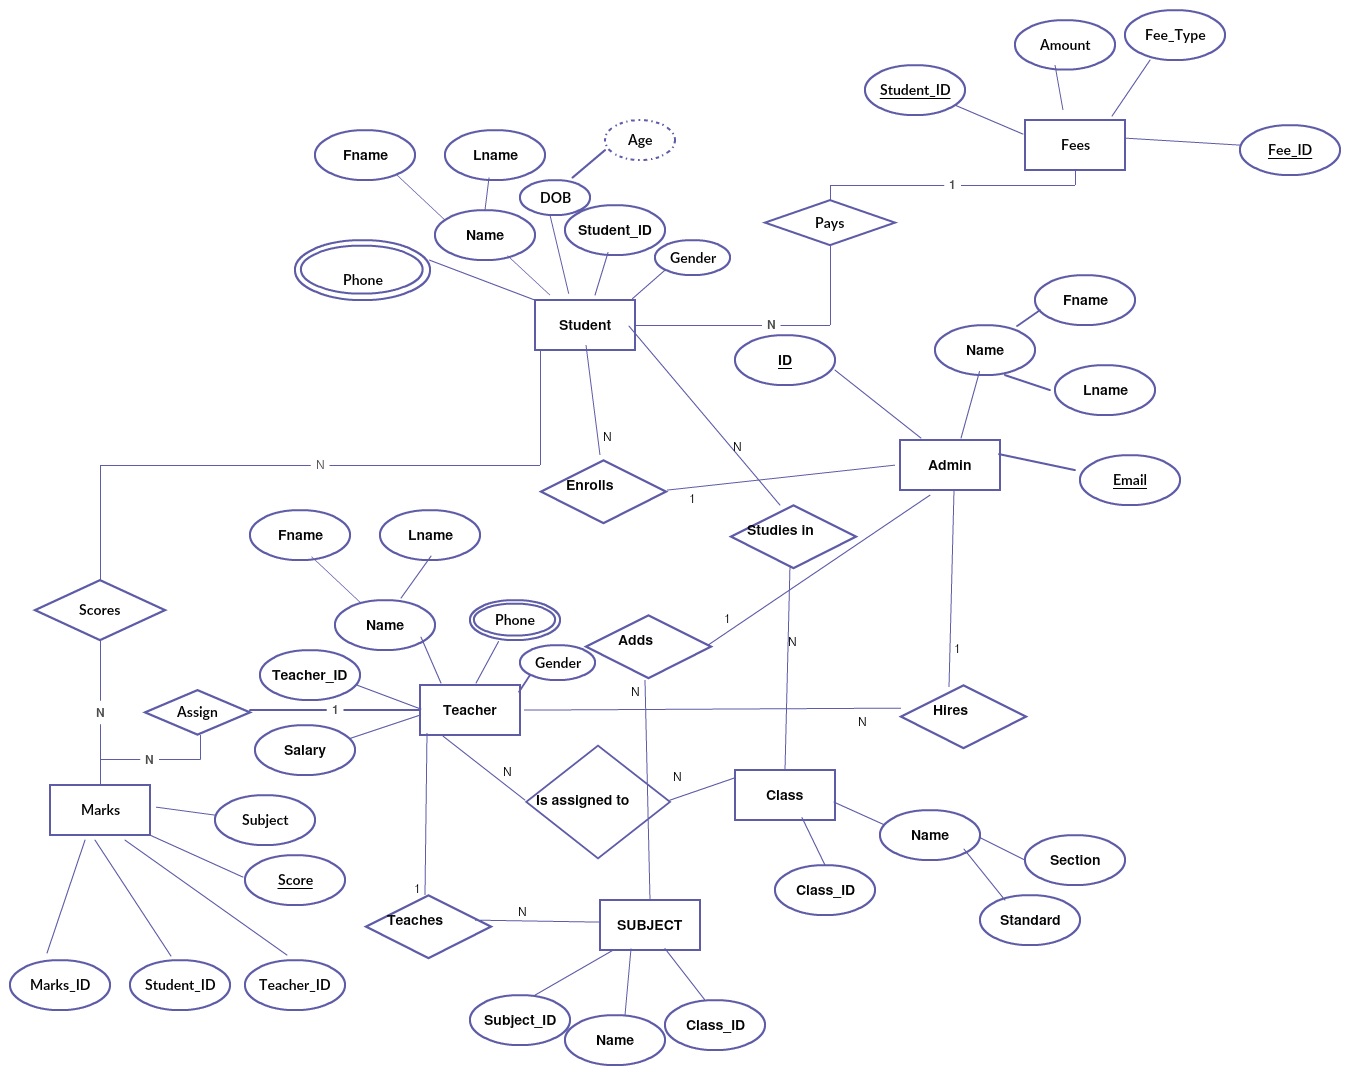 Fee_Type
Amount
Student_ID
Fees
Fee_ID
Age
Fname
Lname
1
DOB
Pays
Student_ID
Name
Gender
Phone
Fname
Student
N
Name
ID
Lname
N
N
Admin
N
Email
Enrolls
1
Studies in
Fname
Lname
Scores
1
Phone
Name
Adds
N
1
Gender
Teacher_ID
N
N
Assign
1
Teacher
Hires
N
Salary
N
N
N
Is assigned to
Class
Marks
Subject
Name
Section
Score
1
Class_ID
N
Teaches
Standard
SUBJECT
Marks_ID
Student_ID
Teacher_ID
Subject_ID
Class_ID
Name